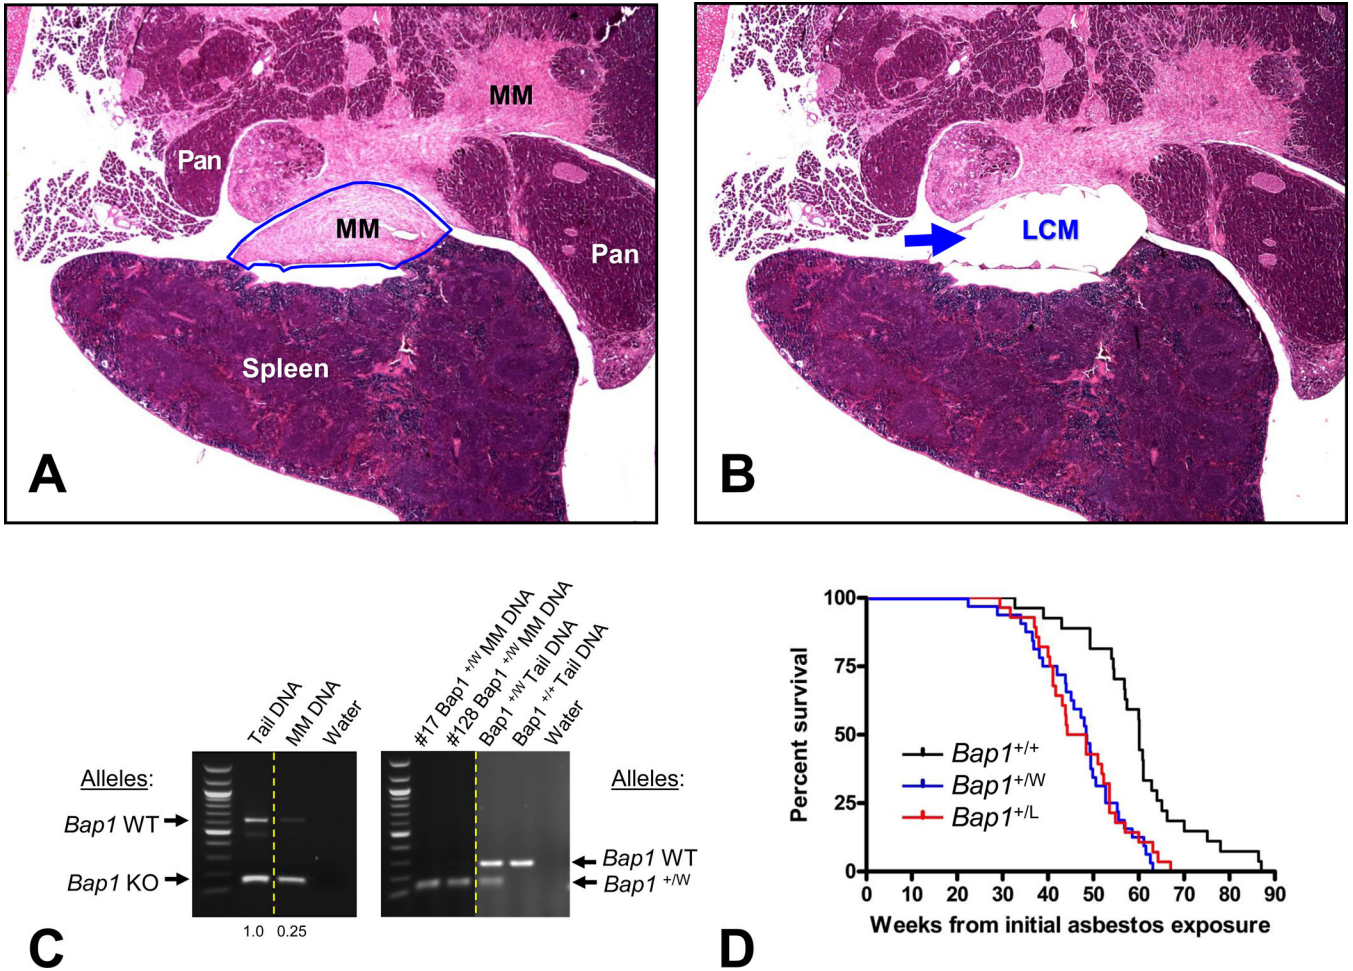 MM
Pan
MM
Pan
Spleen
A
LCM
B
Tail DNA
MM DNA
Water
Alleles:
Bap1 WT
Bap1 KO
1.0 0.25
C
#17 Bap1 +/W MM DNA
#128 Bap1 +/W MM DNA
Bap1 +/W Tail DNA
Bap1 +/+ Tail DNA
Water
Alleles:
Bap1 WT
Bap1 +/W
Percent survival
100
75
50
25
0
Bap1+/+
Bap1+/W
Bap1+/L
0 10 20 30 40 50 60 70 80 90
Weeks from initial asbestos exposure
D